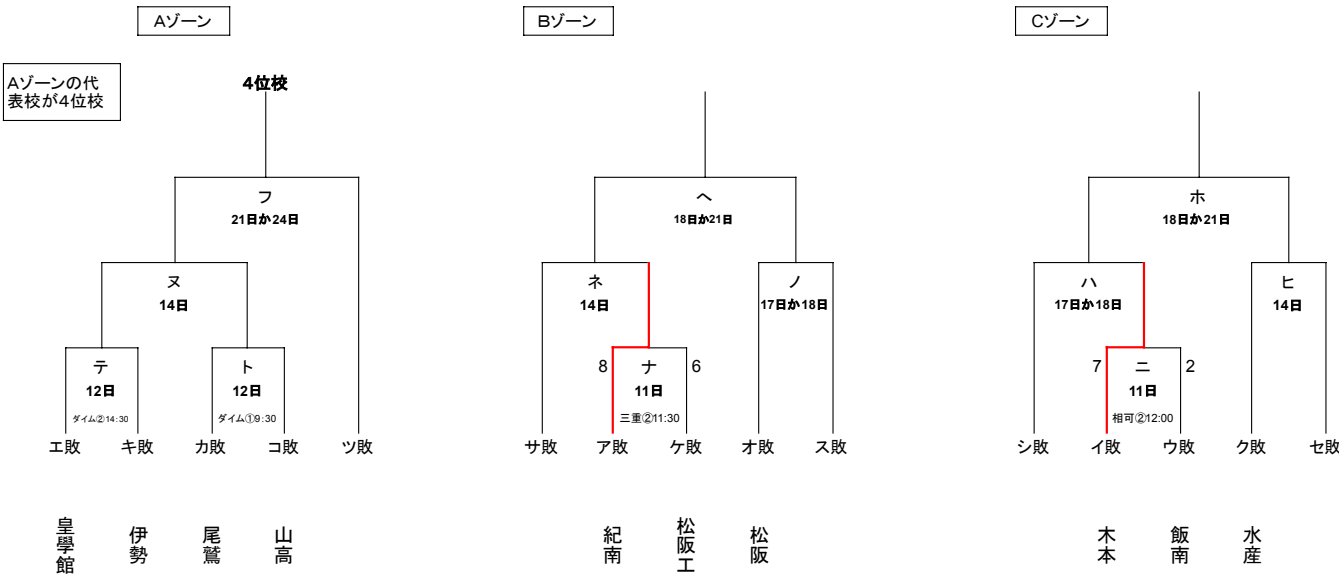 Aゾーン
Bゾーン
Cゾーン
Aゾーンの代
表校が4位校
4位校
フ
21日か24日
ヘ
18日か21日
ホ
18日か21日
ヌ
14日
ネ
14日
ノ
17日か18日
ハ
17日か18日
ヒ
14日
テ
12日
ダイム②14:30
ト
12日
ダイム①9:30
8
ナ
6
11日
三重②11:30
7
ニ
2
11日
相可②12:00
エ敗
キ敗
カ敗
コ敗
ツ敗
サ敗
ア敗
ケ敗
オ敗
ス敗
シ敗
イ敗
ウ敗
ク敗
セ敗
皇學館
伊勢
尾鷲
山高
紀南
松阪工
松阪
木本
飯南
水産